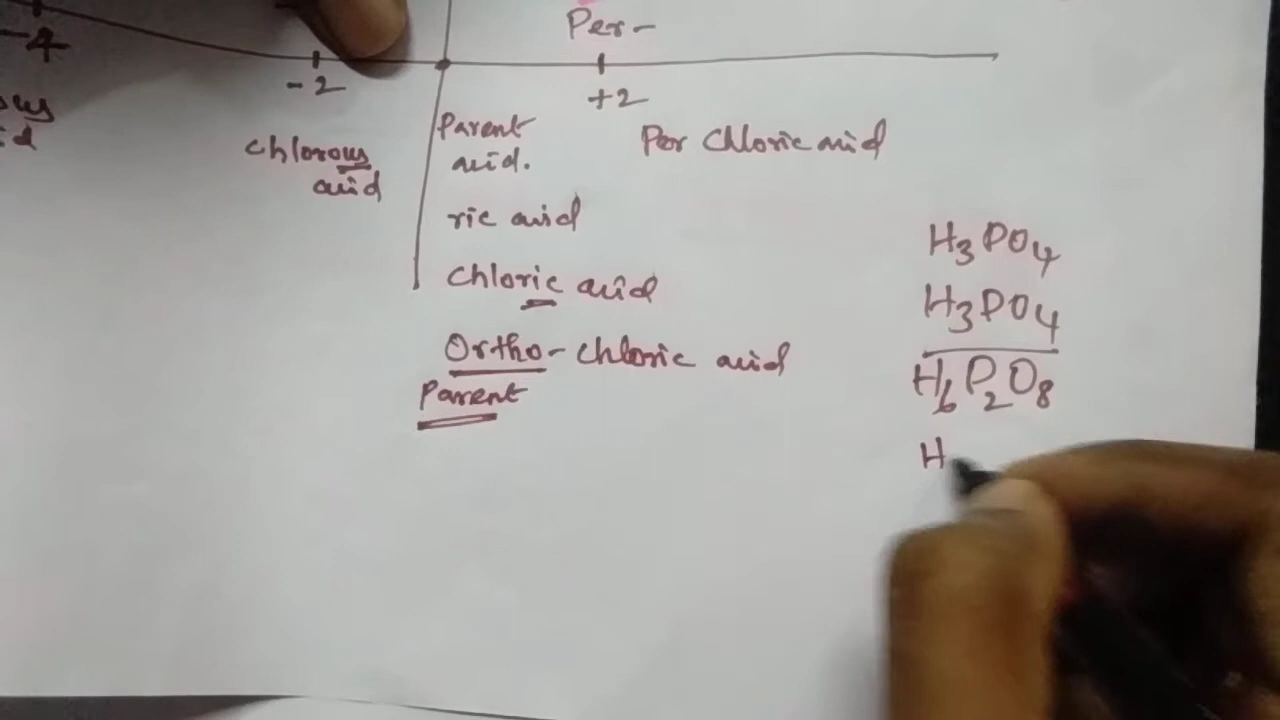 Per-
-4
-2
+2
chlorous
acid
Parent
acid.
Per Chloric acid
ric acid
chloric acid
Ortho-chloric acid
Parent
H3PO4
H3PO4
H6P2O8
H